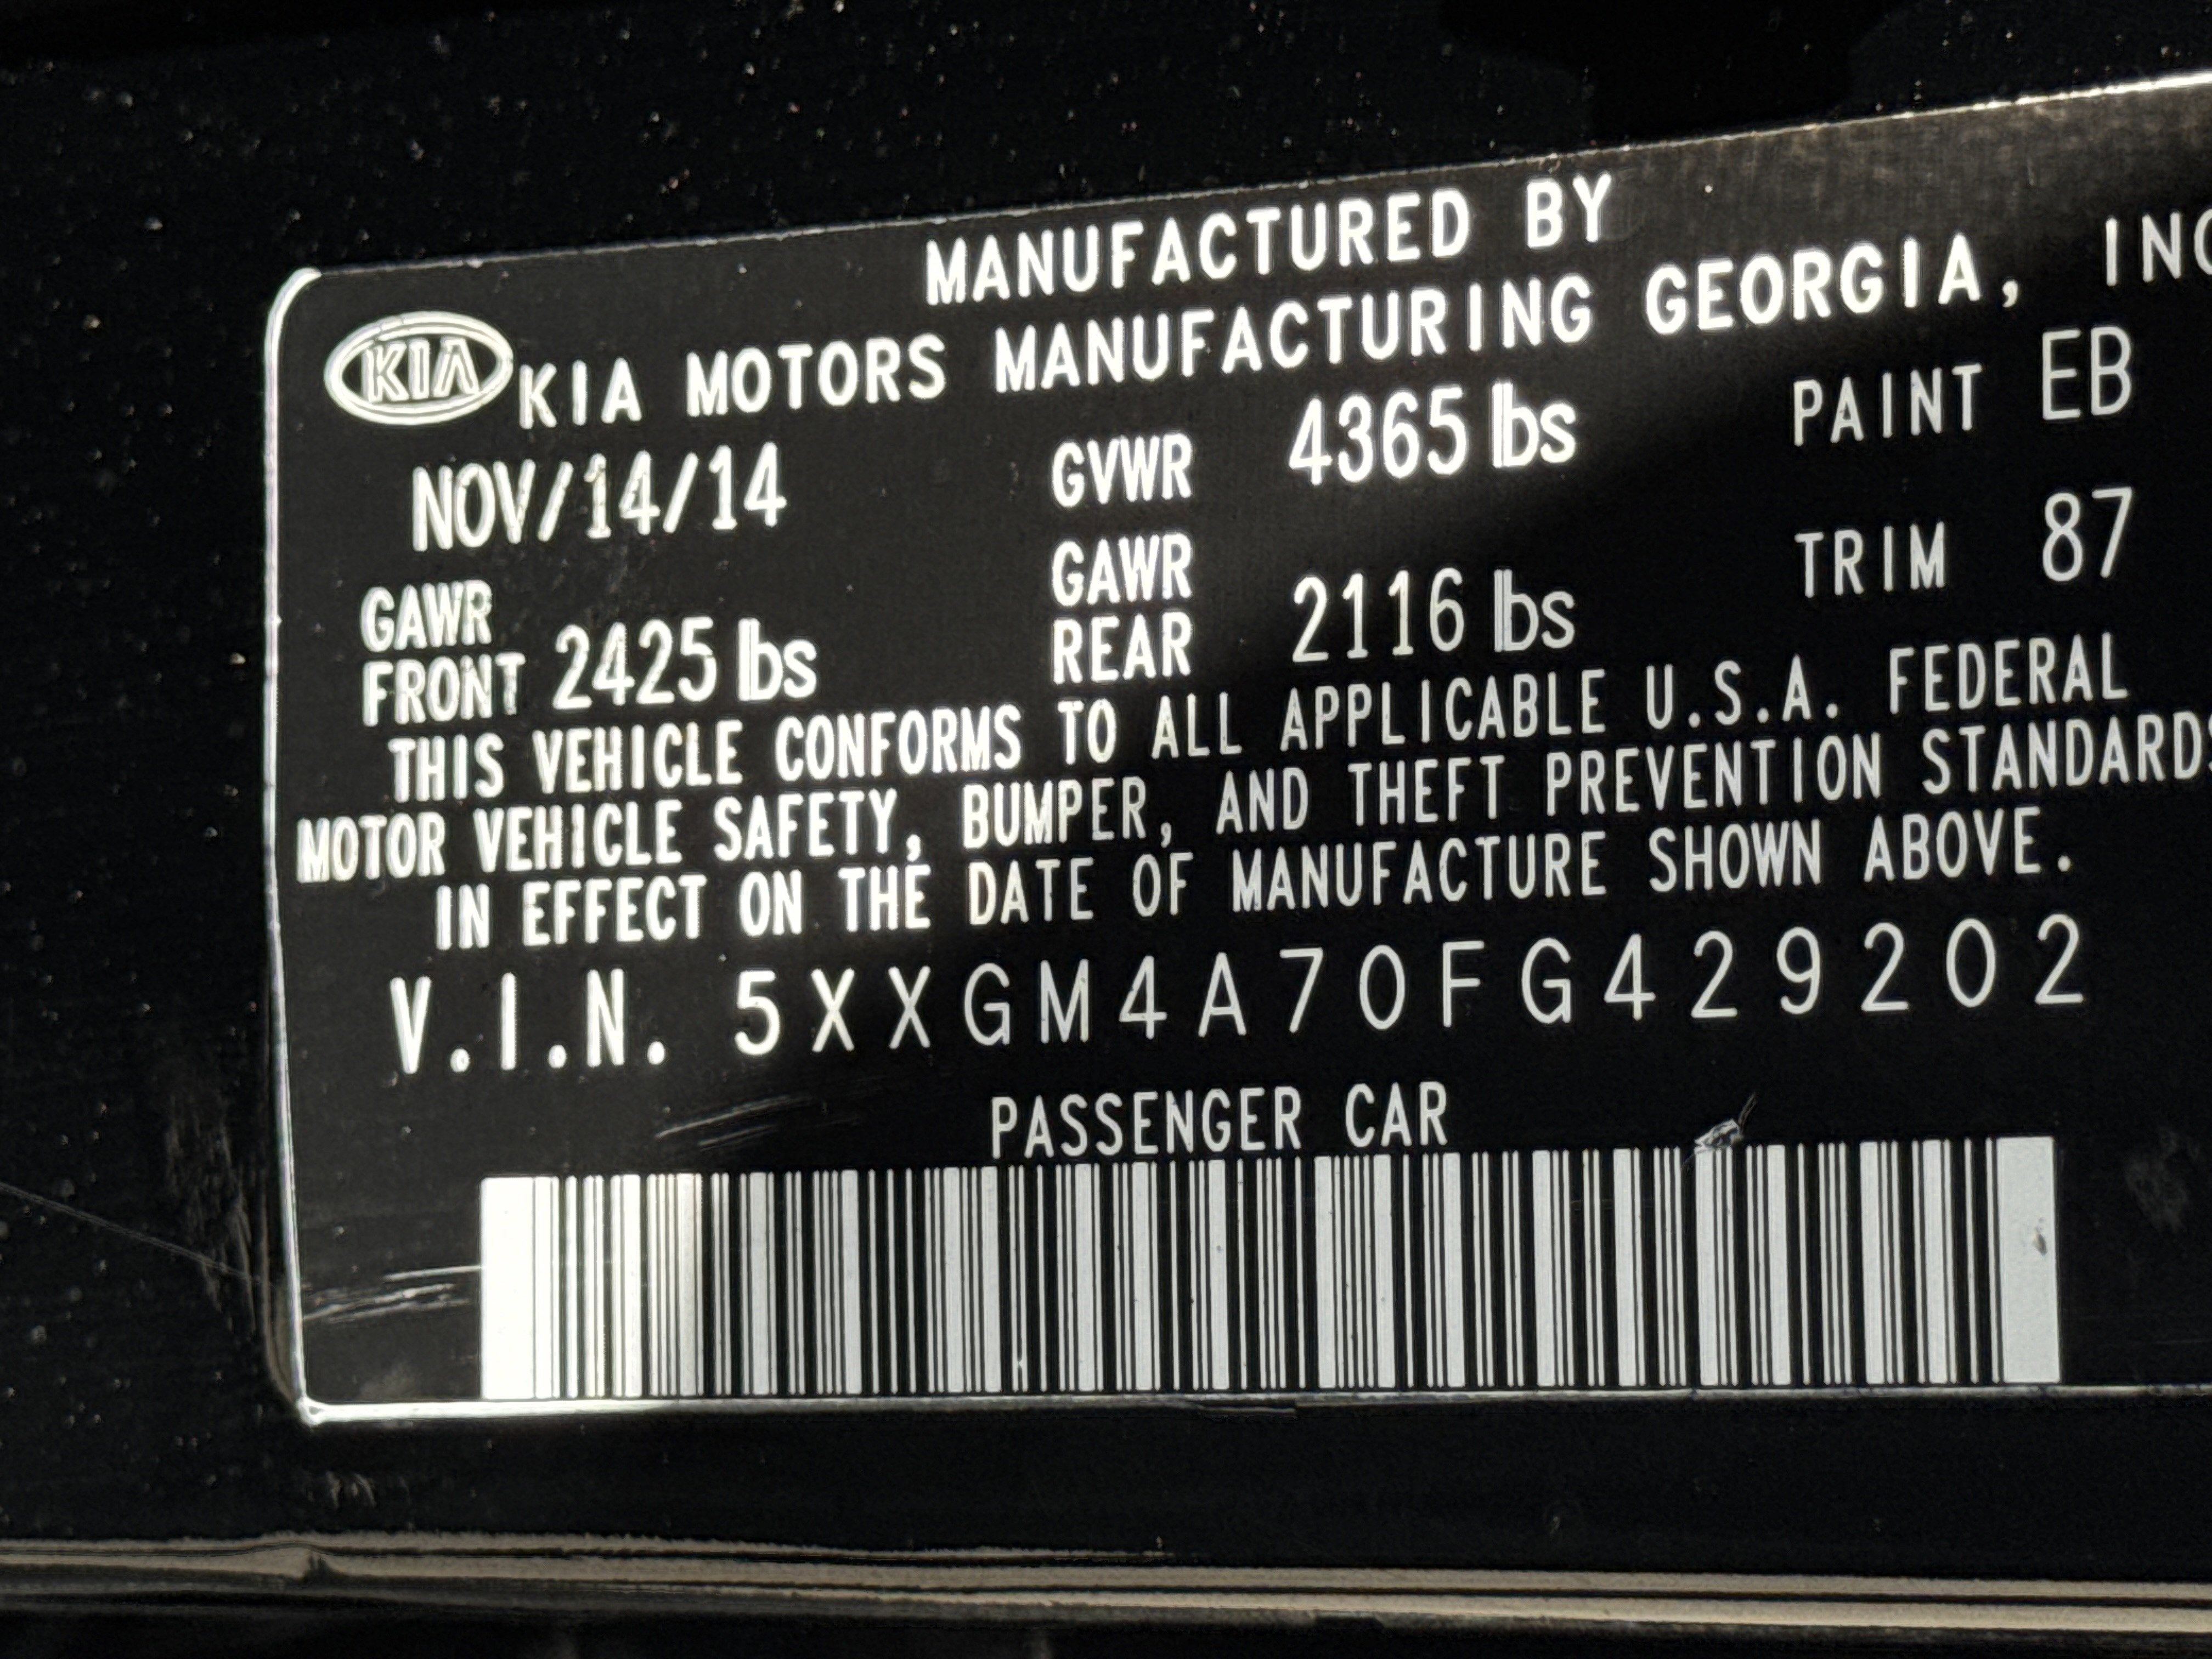 MANUFACTURED BY
KIA KIA MOTORS MANUFACTURING GEORGIA, INC
NOV/14/14 GVWR 4365 lbs PAINT EB
GAWR FRONT 2425 lbs GAWR REAR 2116 lbs TRIM 87
THIS VEHICLE CONFORMS TO ALL APPLICABLE U.S.A. FEDERAL
MOTOR VEHICLE SAFETY, BUMPER, AND THEFT PREVENTION STANDARDS
IN EFFECT ON THE DATE OF MANUFACTURE SHOWN ABOVE.
V.I.N. 5XXGM4A70FG429202
PASSENGER CAR